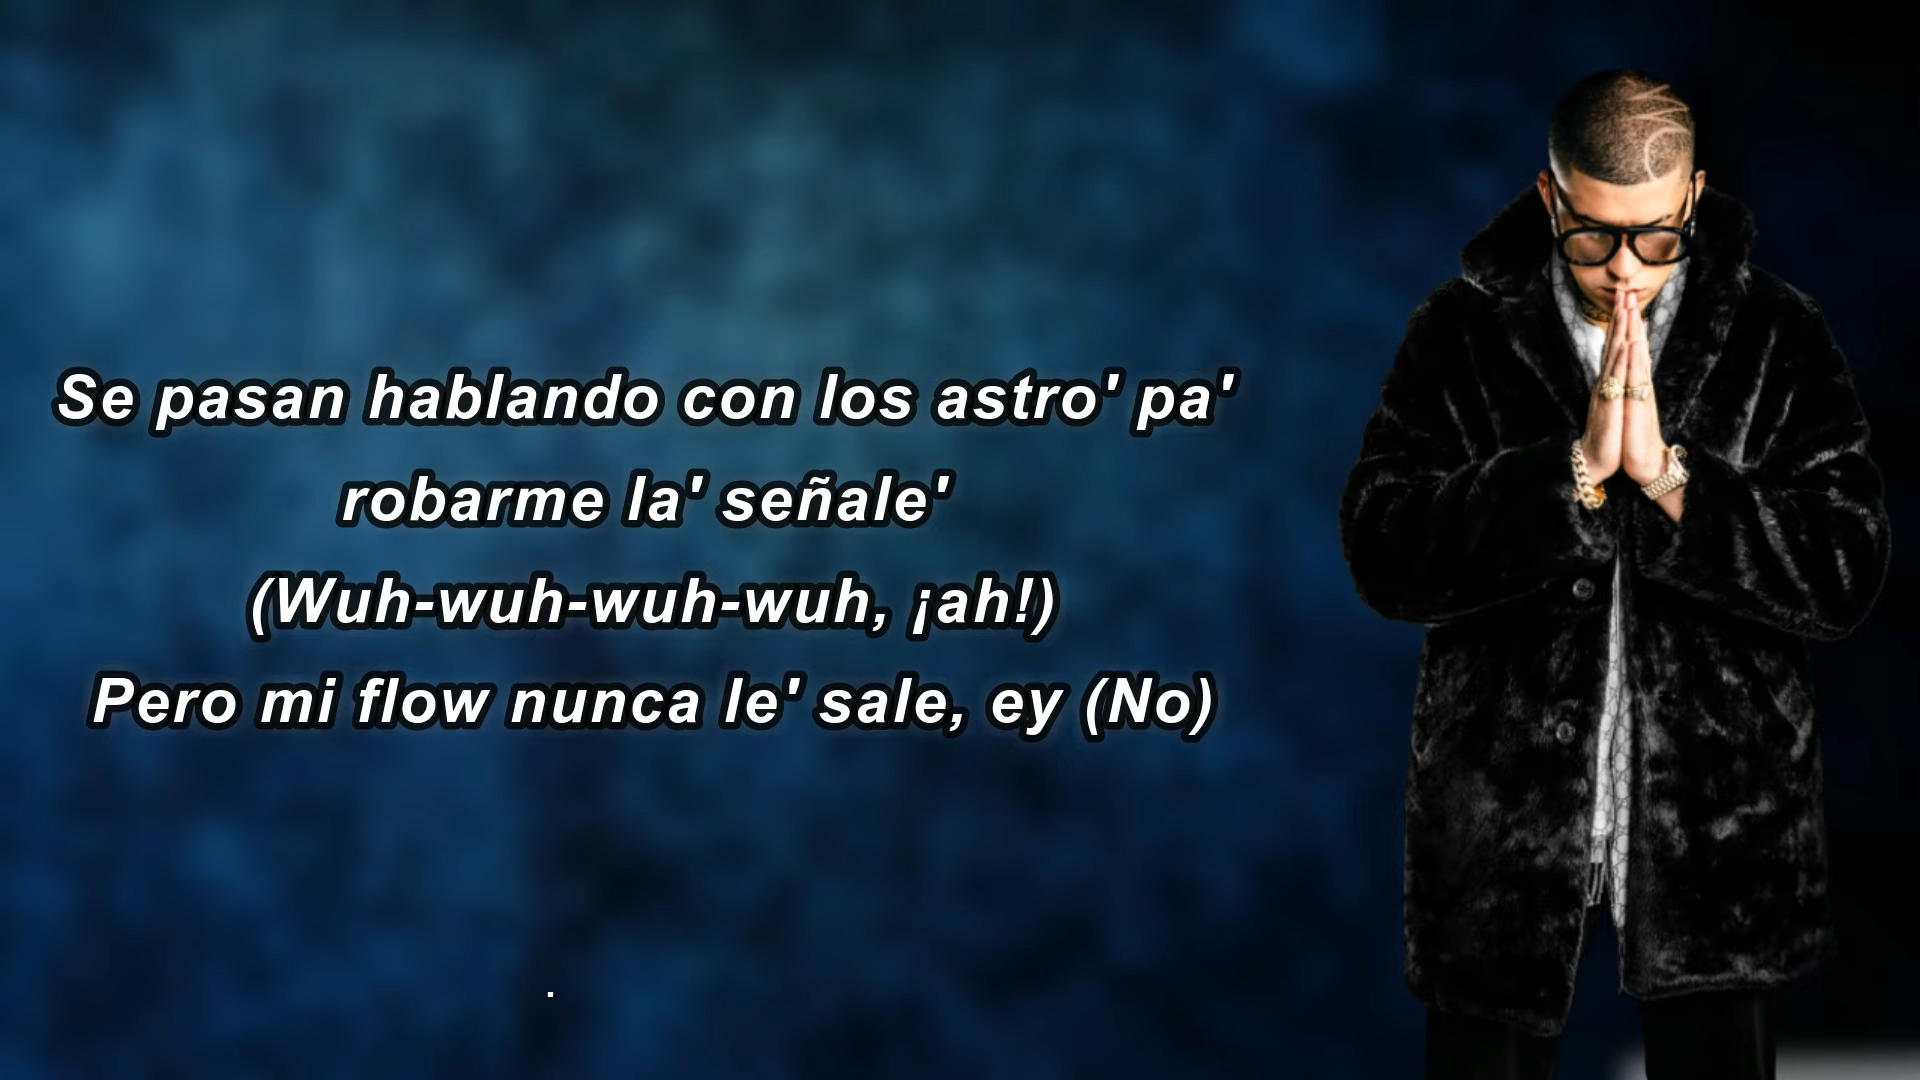 Se pasan hablando con los astro' pa'
robarme la' señale'
(Wuh-wuh-wuh-wuh, ¡ah!)
Pero mi flow nunca le' sale, ey (No)
.